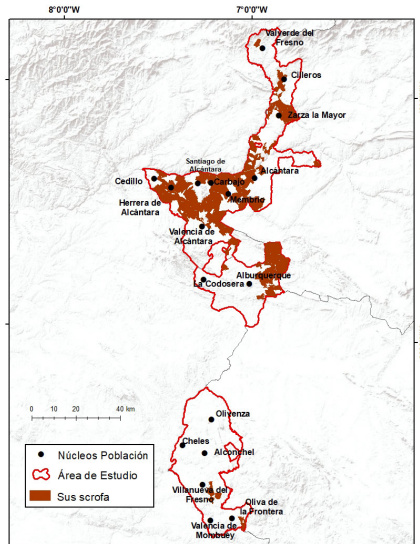 8°0'0"W
7°0'0"W
Valverde del
Fresno
Cilleros
Zarza la Mayor
Santiago de
Alcántara
Alcántara
Cedillo
Carbajo
Membrio
Herrera de
Alcántara
Valencia de
Alcántara
Alburquerque
La Codosera
0 10 20 40 km
Olivenza
Cheles
Alconchel
Villanueva del
Fresno
Oliva de
la Frontera
Valencia de
Mombuey
Núcleos Población
Área de Estudio
Sus scrofa